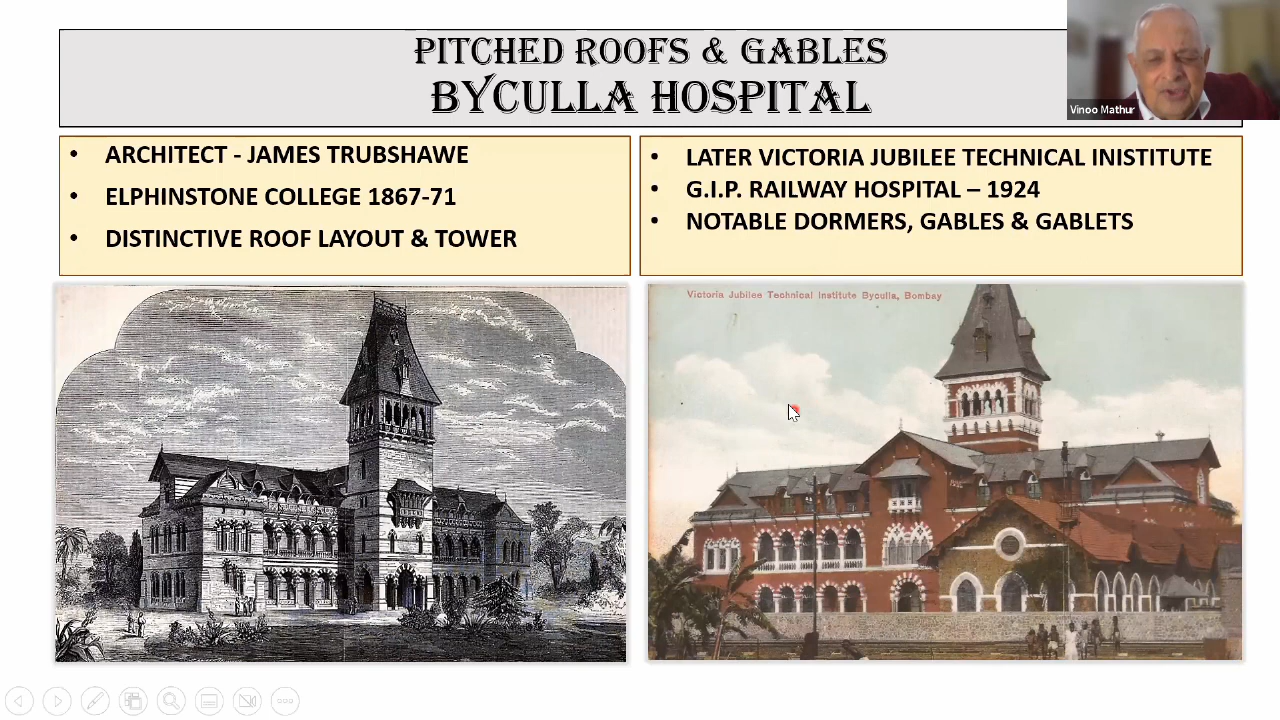 PITCHED ROOFS & GABLES
BYCULLA HOSPITAL
Vinoo Mathur
• ARCHITECT - JAMES TRUBSHAWE
• ELPHINSTONE COLLEGE 1867-71
• DISTINCTIVE ROOF LAYOUT & TOWER
• LATER VICTORIA JUBILEE TECHNICAL INISTITUTE
• G.I.P. RAILWAY HOSPITAL – 1924
• NOTABLE DORMERS, GABLES & GABLETS
Victoria Jubilee Technical Institute Byculla, Bombay